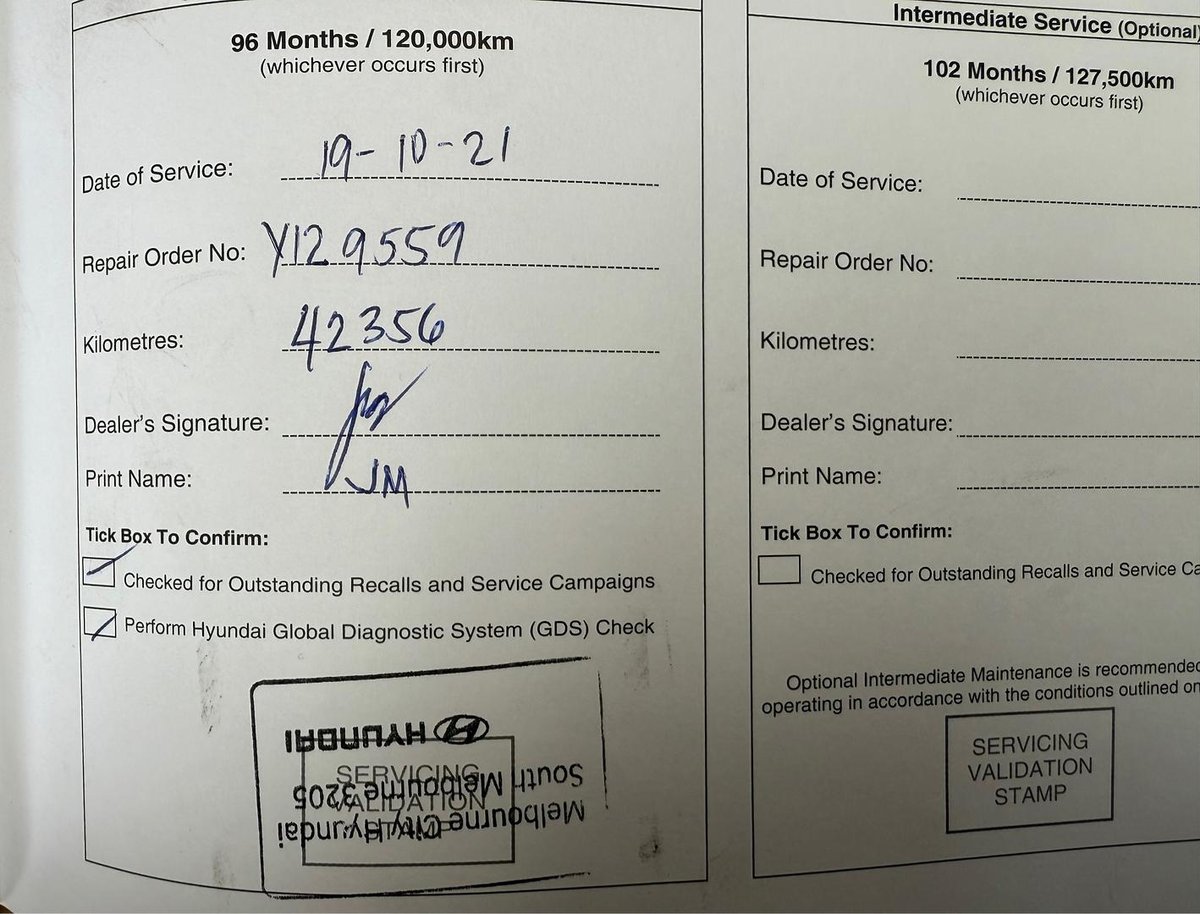 96 Months / 120,000km
(whichever occurs first)
Date of Service: 19-10-21
Repair Order No: Y129559
Kilometres: 42356
Dealer's Signature:
Print Name: JM
Tick Box To Confirm:
Checked for Outstanding Recalls and Service Campaigns
Perform Hyundai Global Diagnostic System (GDS) Check
HYUNDAI
SERVICING
VALIDATION
STAMP
Melbourne City Hyundai
South Melbourne 3205
Intermediate Service (Optional)
102 Months / 127,500km
(whichever occurs first)
Date of Service:
Repair Order No:
Kilometres:
Dealer's Signature:
Print Name:
Tick Box To Confirm:
Checked for Outstanding Recalls and Service Ca
Optional Intermediate Maintenance is recommended
operating in accordance with the conditions outlined on
SERVICING
VALIDATION
STAMP